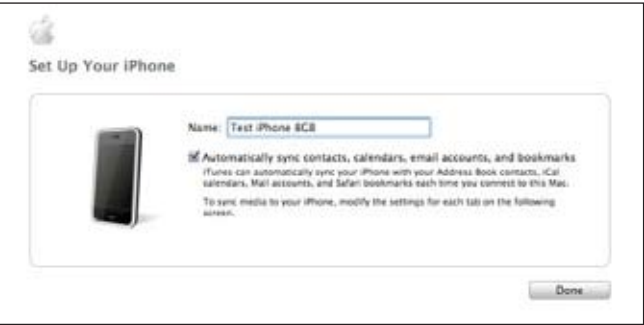 Set Up Your iPhone
Name: Test iPhone 8GB
Automatically sync contacts, calendars, email accounts, and bookmarks
iTunes can automatically sync your iPhone with your Address Book contacts, iCal
calendars, Mail accounts, and Safari bookmarks each time you connect to this Mac.
To sync media to your iPhone, modify the settings for each tab on the following
screen.
Done